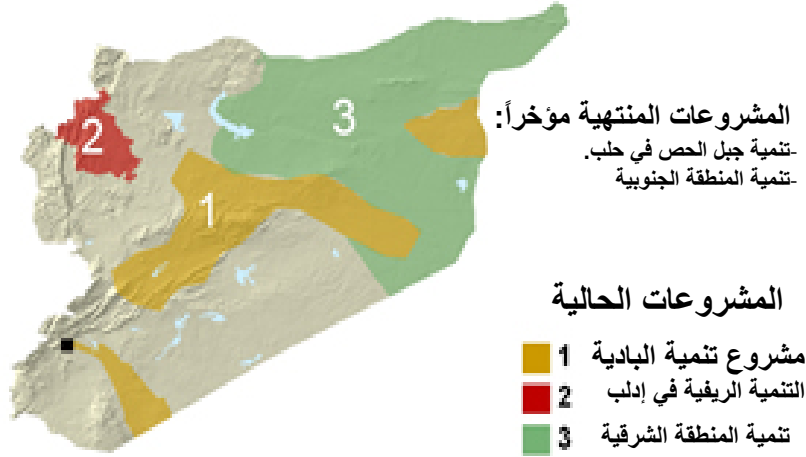 المشروعات المنتهية مؤخراً:
-تنمية جبل الحص في حلب.
-تنمية المنطقة الجنوبية
المشروعات الحالية
1 مشروع تنمية البادية
2 التنمية الريفية في إدلب
3 تنمية المنطقة الشرقية
3
2
1